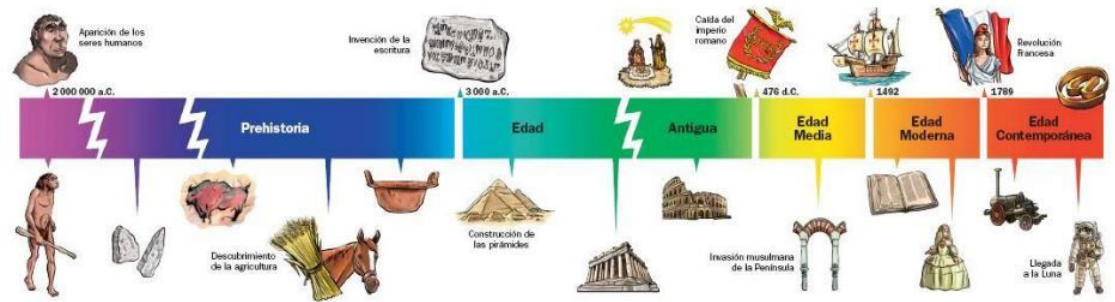 Aparición de los
seres humanos
Invención de la
escritura
Caída del
imperio
romano
Revolución
Francesa
2 000 000 a.C.
3 000 a.C.
476 d.C.
1492
1789
Prehistoria
Edad
Antigua
Edad
Media
Edad
Moderna
Edad
Contemporánea
Descubrimiento
de la agricultura
Construcción de
las pirámides
Invasión musulmana
de la Península
Llegada
a la Luna